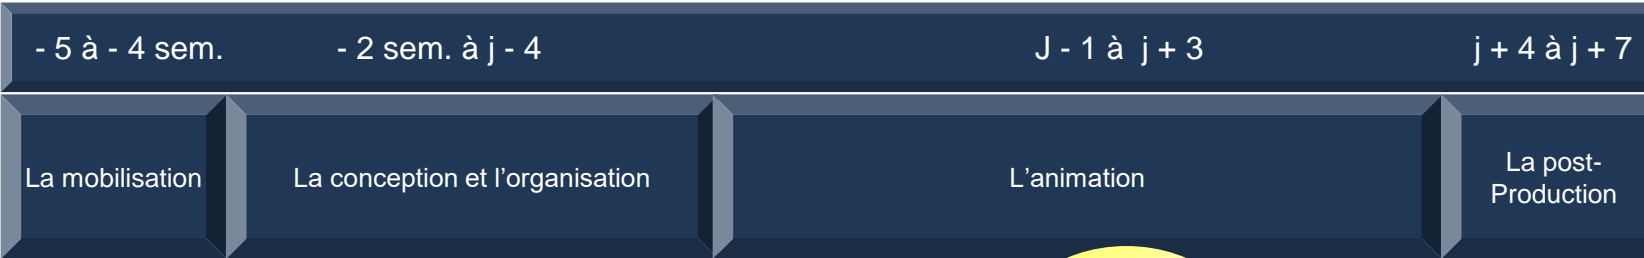 - 5 à - 4 sem.
- 2 sem. à j - 4
J - 1 à j + 3
j + 4 à j + 7
La mobilisation
La conception et l’organisation
L’animation
La post-
Production